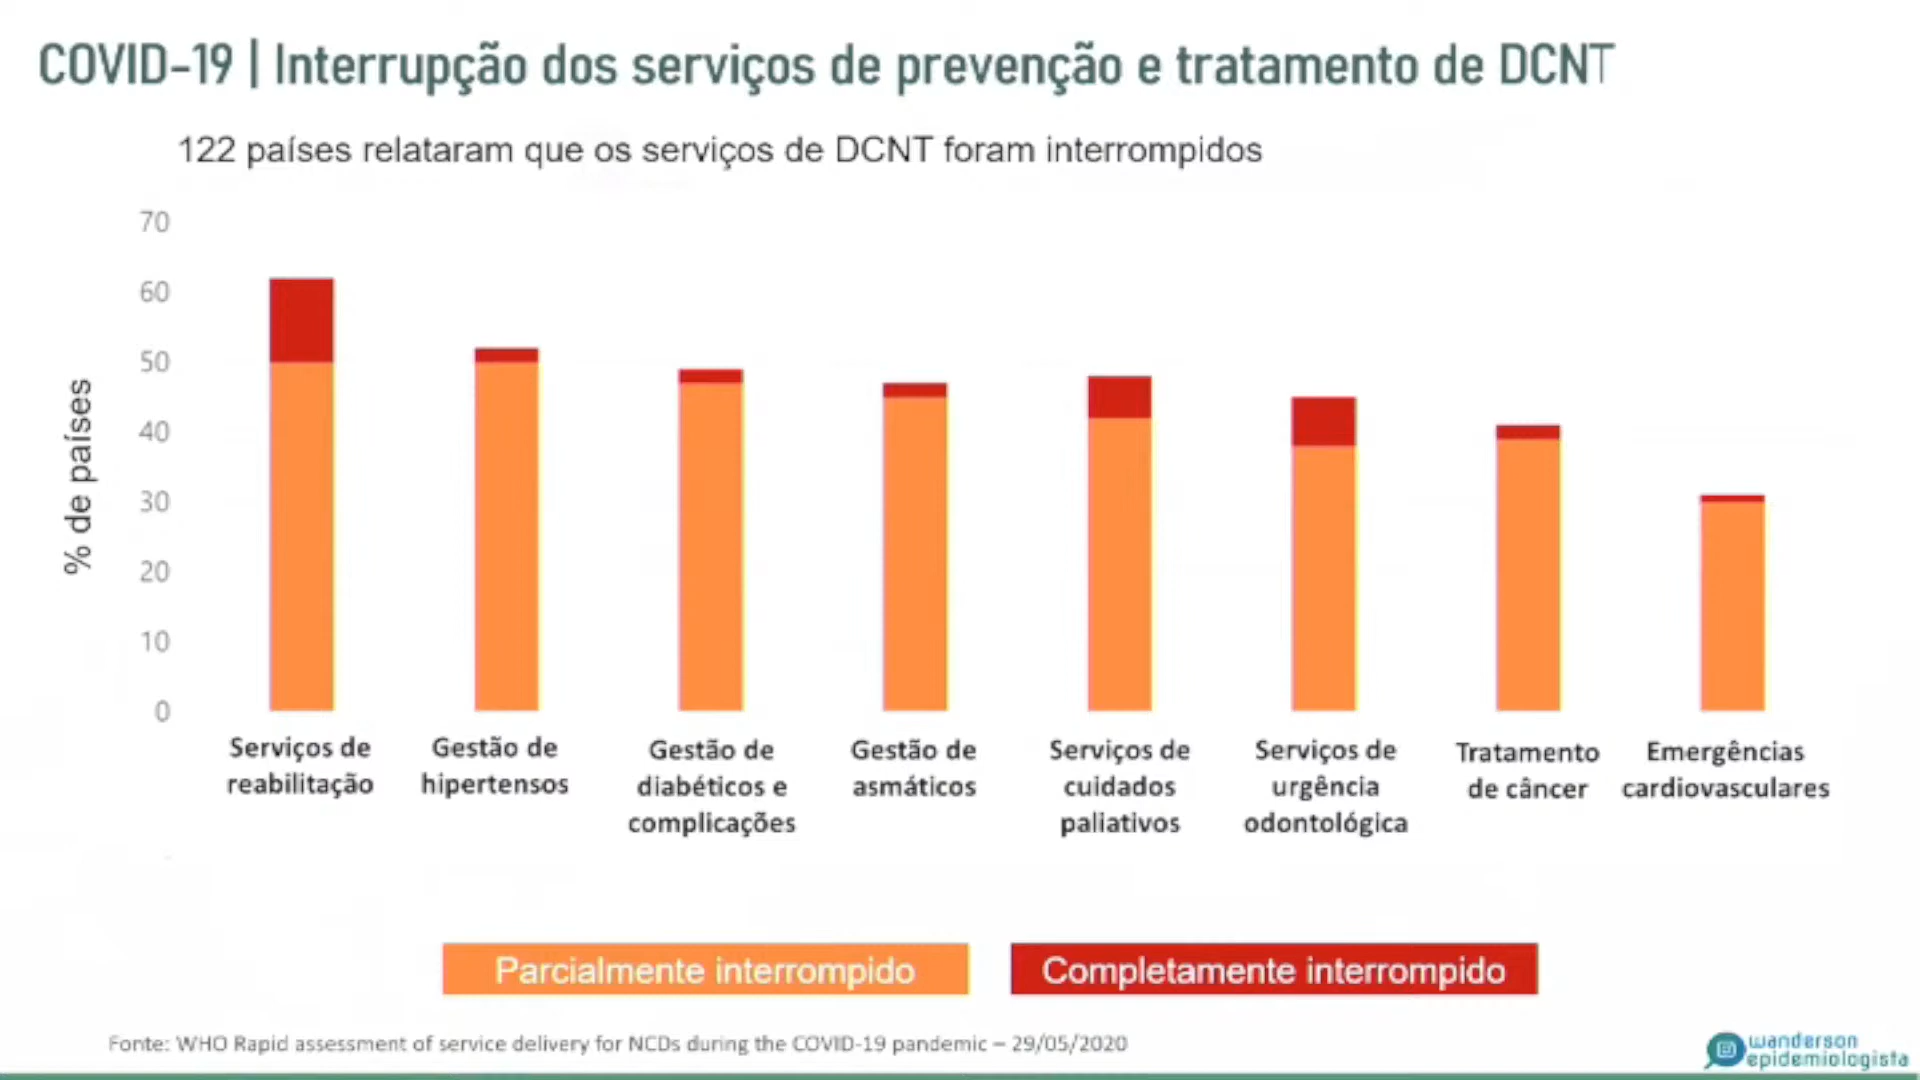 COVID-19 | Interrupção dos serviços de prevenção e tratamento de DCNT
122 países relataram que os serviços de DCNT foram interrompidos
% de países
70
60
50
40
30
20
10
0
Serviços de
reabilitação
Gestão de
hipertensos
Gestão de
diabéticos e
complicações
Gestão de
asmáticos
Serviços de
cuidados
paliativos
Serviços de
urgência
odontológica
Tratamento
de câncer
Emergências
cardiovasculares
Parcialmente interrompido
Completamente interrompido
Fonte: WHO Rapid assessment of service delivery for NCDs during the COVID-19 pandemic – 29/05/2020
wanderson
epidemiologista